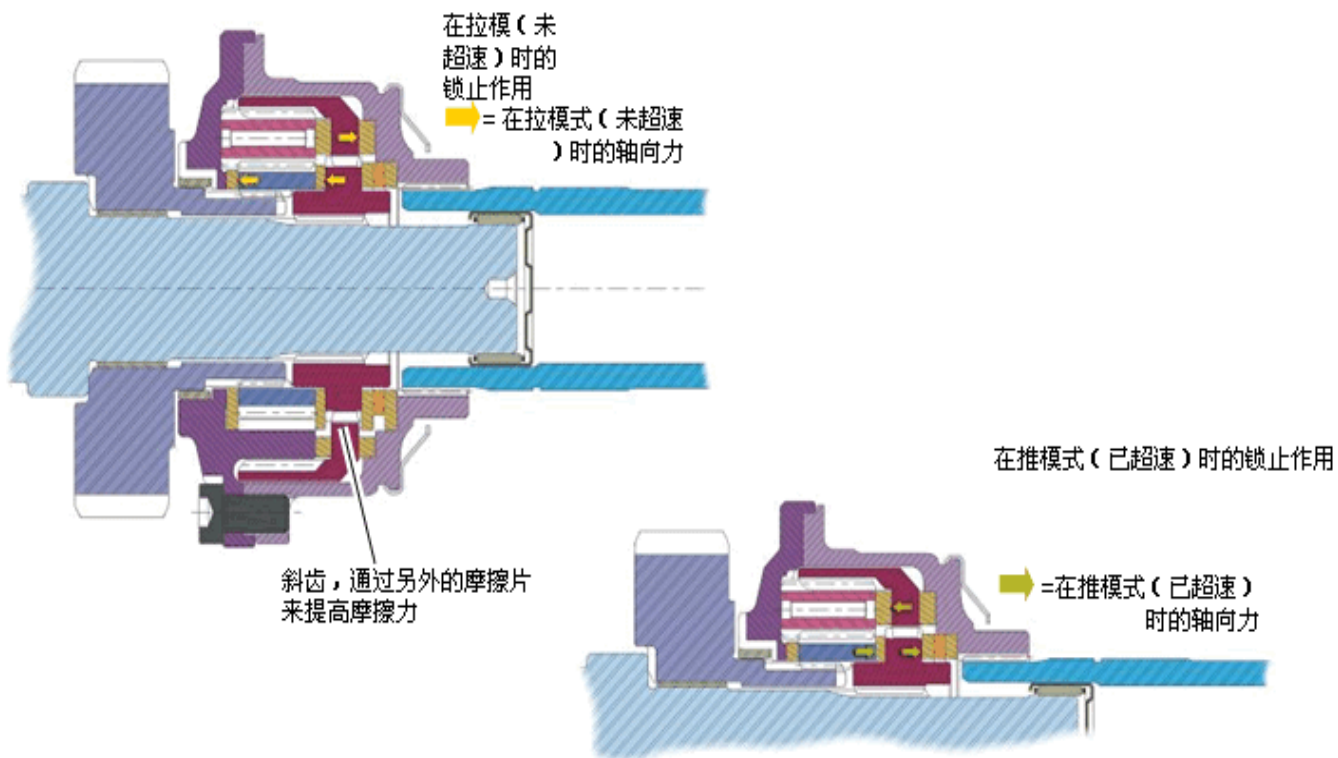 在拉模（未
超速）时的
锁止作用
= 在拉模式（未超速
）时的轴向力
斜齿，通过另外的摩擦片
来提高摩擦力
在推模式（已超速）时的锁止作用
=在推模式（已超速）
时的轴向力